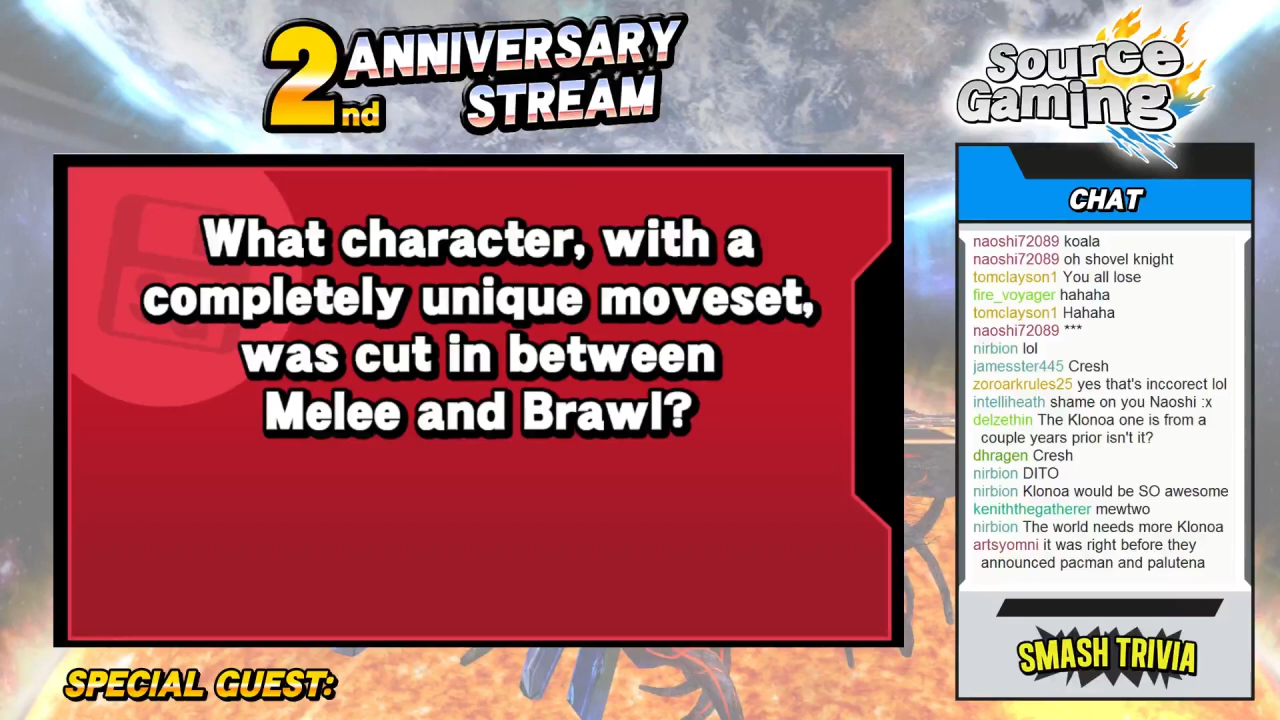 2nd ANNIVERSARY
STREAM
Source
Gaming
What character, with a
completely unique moveset,
was cut in between
Melee and Brawl?
CHAT
naoshi72089 koala
naoshi72089 oh shovel knight
tomclayson1 You all lose
fire_voyager hahaha
tomclayson1 Hahaha
naoshi72089 ***
nirbion lol
jamesster445 Cresh
zoroarkrules25 yes that's inccorect lol
intelliheath shame on you Naoshi :x
delzethin The Klonoa one is from a
couple years prior isn't it?
dhragen Cresh
nirbion DITO
nirbion Klonoa would be SO awesome
keniththegatherer mewtwo
nirbion The world needs more Klonoa
artsyomni it was right before they
announced pacman and palutena
SMASH TRIVIA
SPECIAL GUEST: